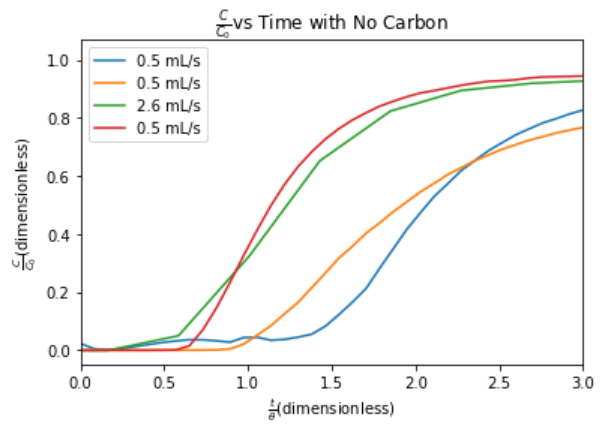 C/C₀ vs Time with No Carbon
0.5 mL/s
0.5 mL/s
2.6 mL/s
0.5 mL/s
C/C₀ (dimensionless)
1.0
0.8
0.6
0.4
0.2
0.0
0.0 0.5 1.0 1.5 2.0 2.5 3.0
t/θ (dimensionless)